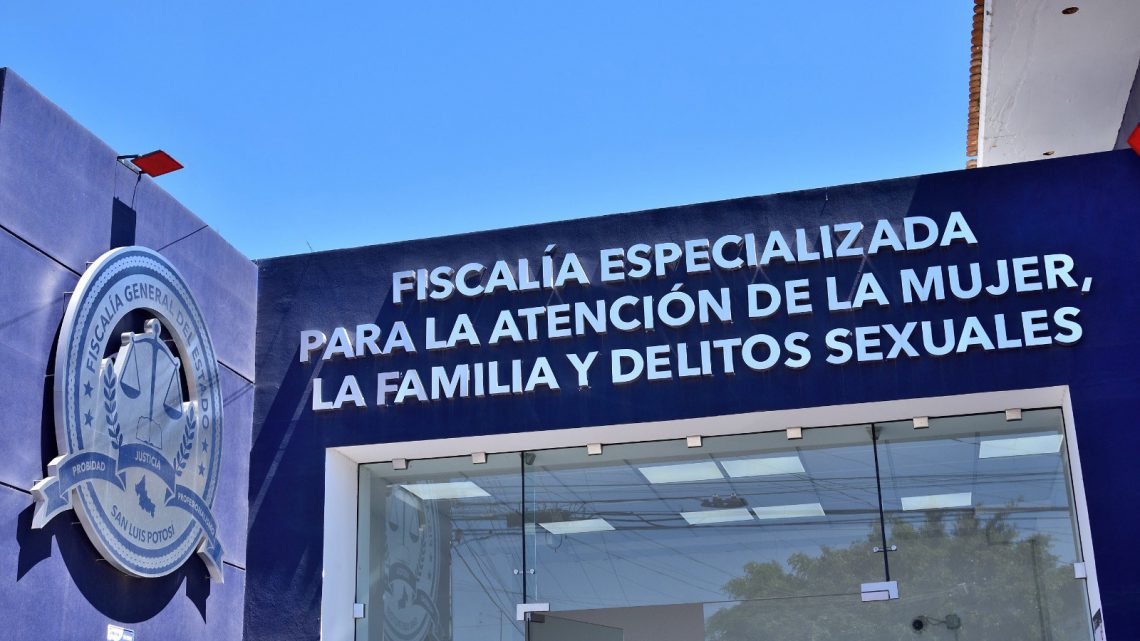 FISCALÍA ESPECIALIZADA
PARA LA ATENCIÓN DE LA MUJER,
LA FAMILIA Y DELITOS SEXUALES
FISCALÍA GENERAL DEL ESTADO
PROBIDAD
JUSTICIA
PROFESIONALISMO
SAN LUIS POTOSÍ